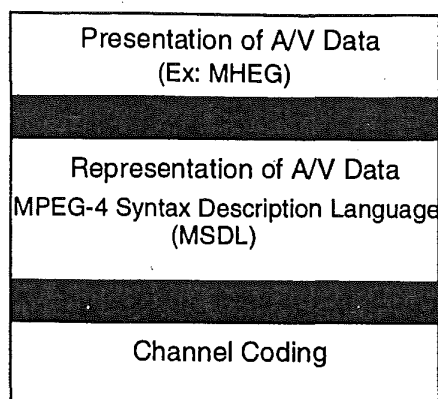 Presentation of A/V Data
(Ex: MHEG)
Representation of A/V Data
MPEG-4 Syntax Description Language
(MSDL)
Channel Coding